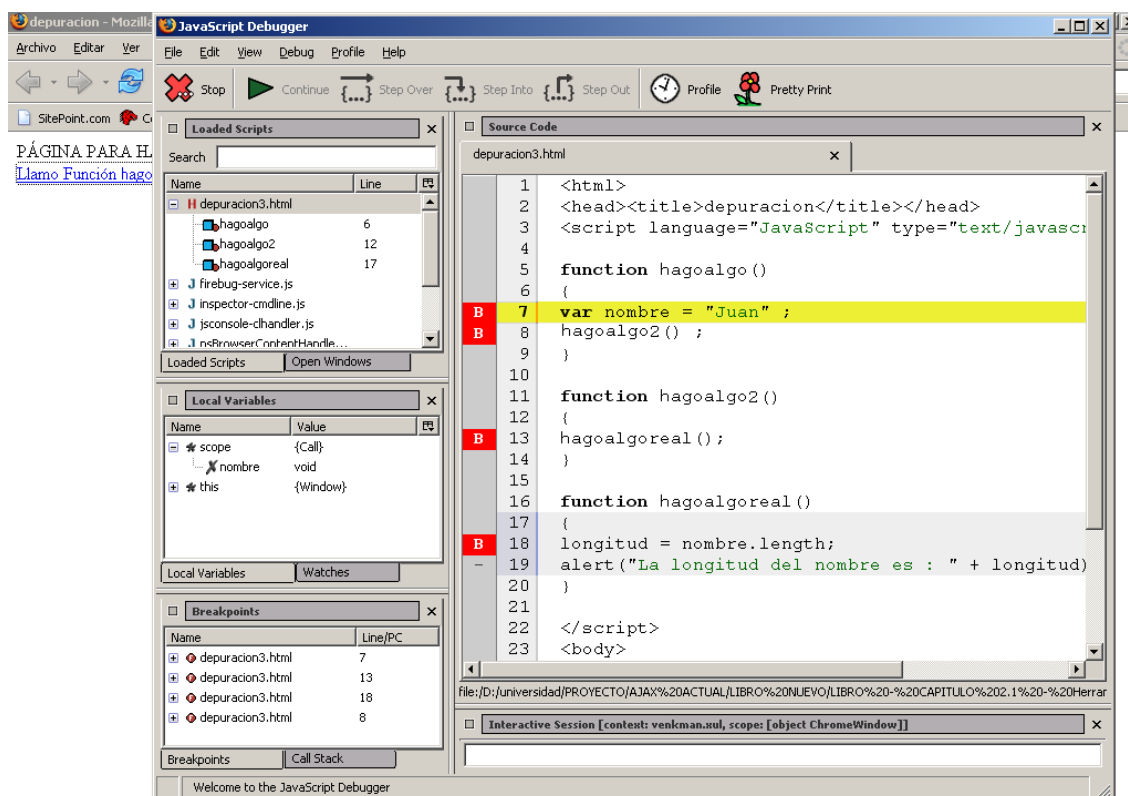 depuracion - Mozilla
Archivo Editar Ver
SitePoint.com
PÁGINA PARA
Llamo Función hago
JavaScript Debugger
File Edit View Debug Profile Help
Stop Continue {...} Step Over {...} Step Into {...} Step Out Profile Pretty Print
Loaded Scripts
Search
Name Line
H depuracion3.html
hagoalgo 6
hagoalgo2 12
hagoalgoreal 17
J firebug-service.js
J inspector-cmdline.js
J jsconsole-clhandler.js
J nsBrowserContentHandle...
Loaded Scripts Open Windows
Local Variables
Name Value
scope {Call}
nombre void
this {Window}
Local Variables Watches
Breakpoints
Name Line/PC
depuracion3.html 7
depuracion3.html 13
depuracion3.html 18
depuracion3.html 8
Breakpoints Call Stack
Source Code
depuracion3.html
1 <html>
2 <head><title>depuracion</title></head>
3 <script language="JavaScript" type="text/javascr
4
5 function hagoalgo()
6 {
B 7 var nombre = "Juan" ;
B 8 hagoalgo2() ;
9 }
10
11 function hagoalgo2()
12 {
B 13 hagoalgoreal();
14 }
15
16 function hagoalgoreal()
17 {
B 18 longitud = nombre.length;
- 19 alert("La longitud del nombre es : " + longitud)
20 }
21
22 </script>
23 <body>
file:/D:/universidad/PROYECTO/AJAX%20ACTUAL/LIBRO%20NUEVO/LIBRO%20-%20CAPITULO%202.1%20-%20Herrar
Interactive Session [context: venkman.xul, scope: [object ChromeWindow]]
Welcome to the JavaScript Debugger